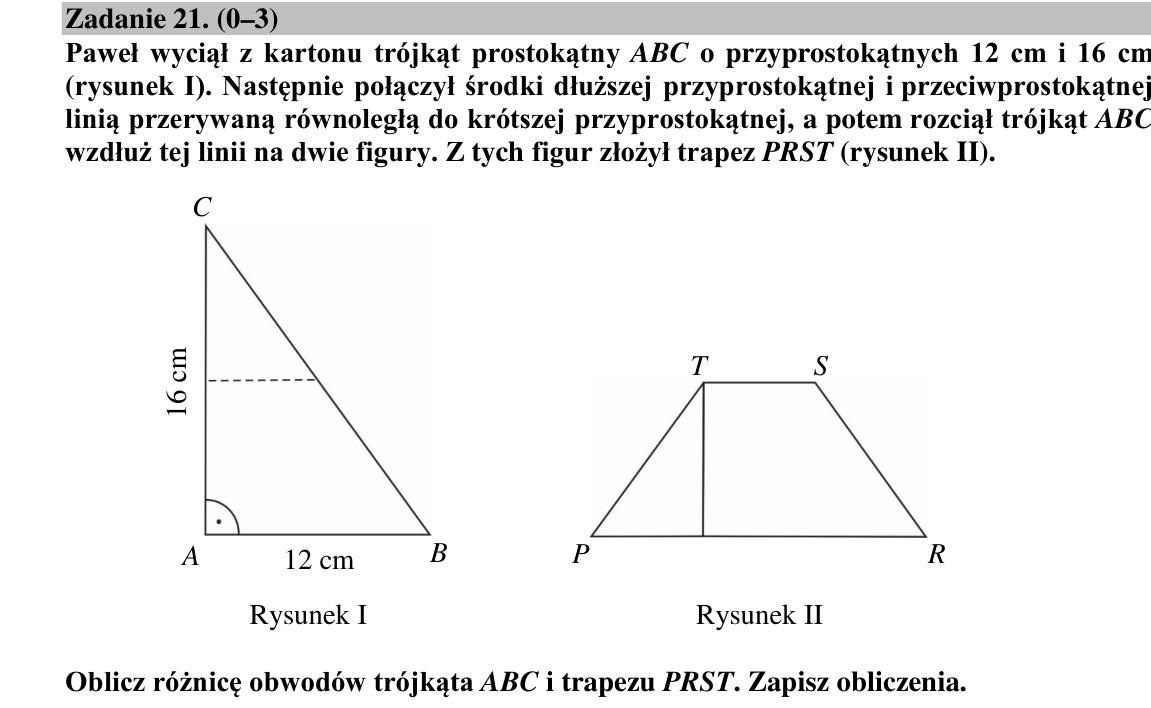 Zadanie 21. (0–3)
Paweł wyciął z kartonu trójkąt prostokątny ABC o przyprostokątnych 12 cm i 16 cm
(rysunek I). Następnie połączył środki dłuższej przyprostokątnej i przeciwprostokątnej
linią przerywaną równoległą do krótszej przyprostokątnej, a potem rozciął trójkąt ABC
wzdłuż tej linii na dwie figury. Z tych figur złożył trapez PRST (rysunek II).
C
16 cm
A
12 cm
B
T
S
P
R
Rysunek I
Rysunek II
Oblicz różnicę obwodów trójkąta ABC i trapezu PRST. Zapisz obliczenia.